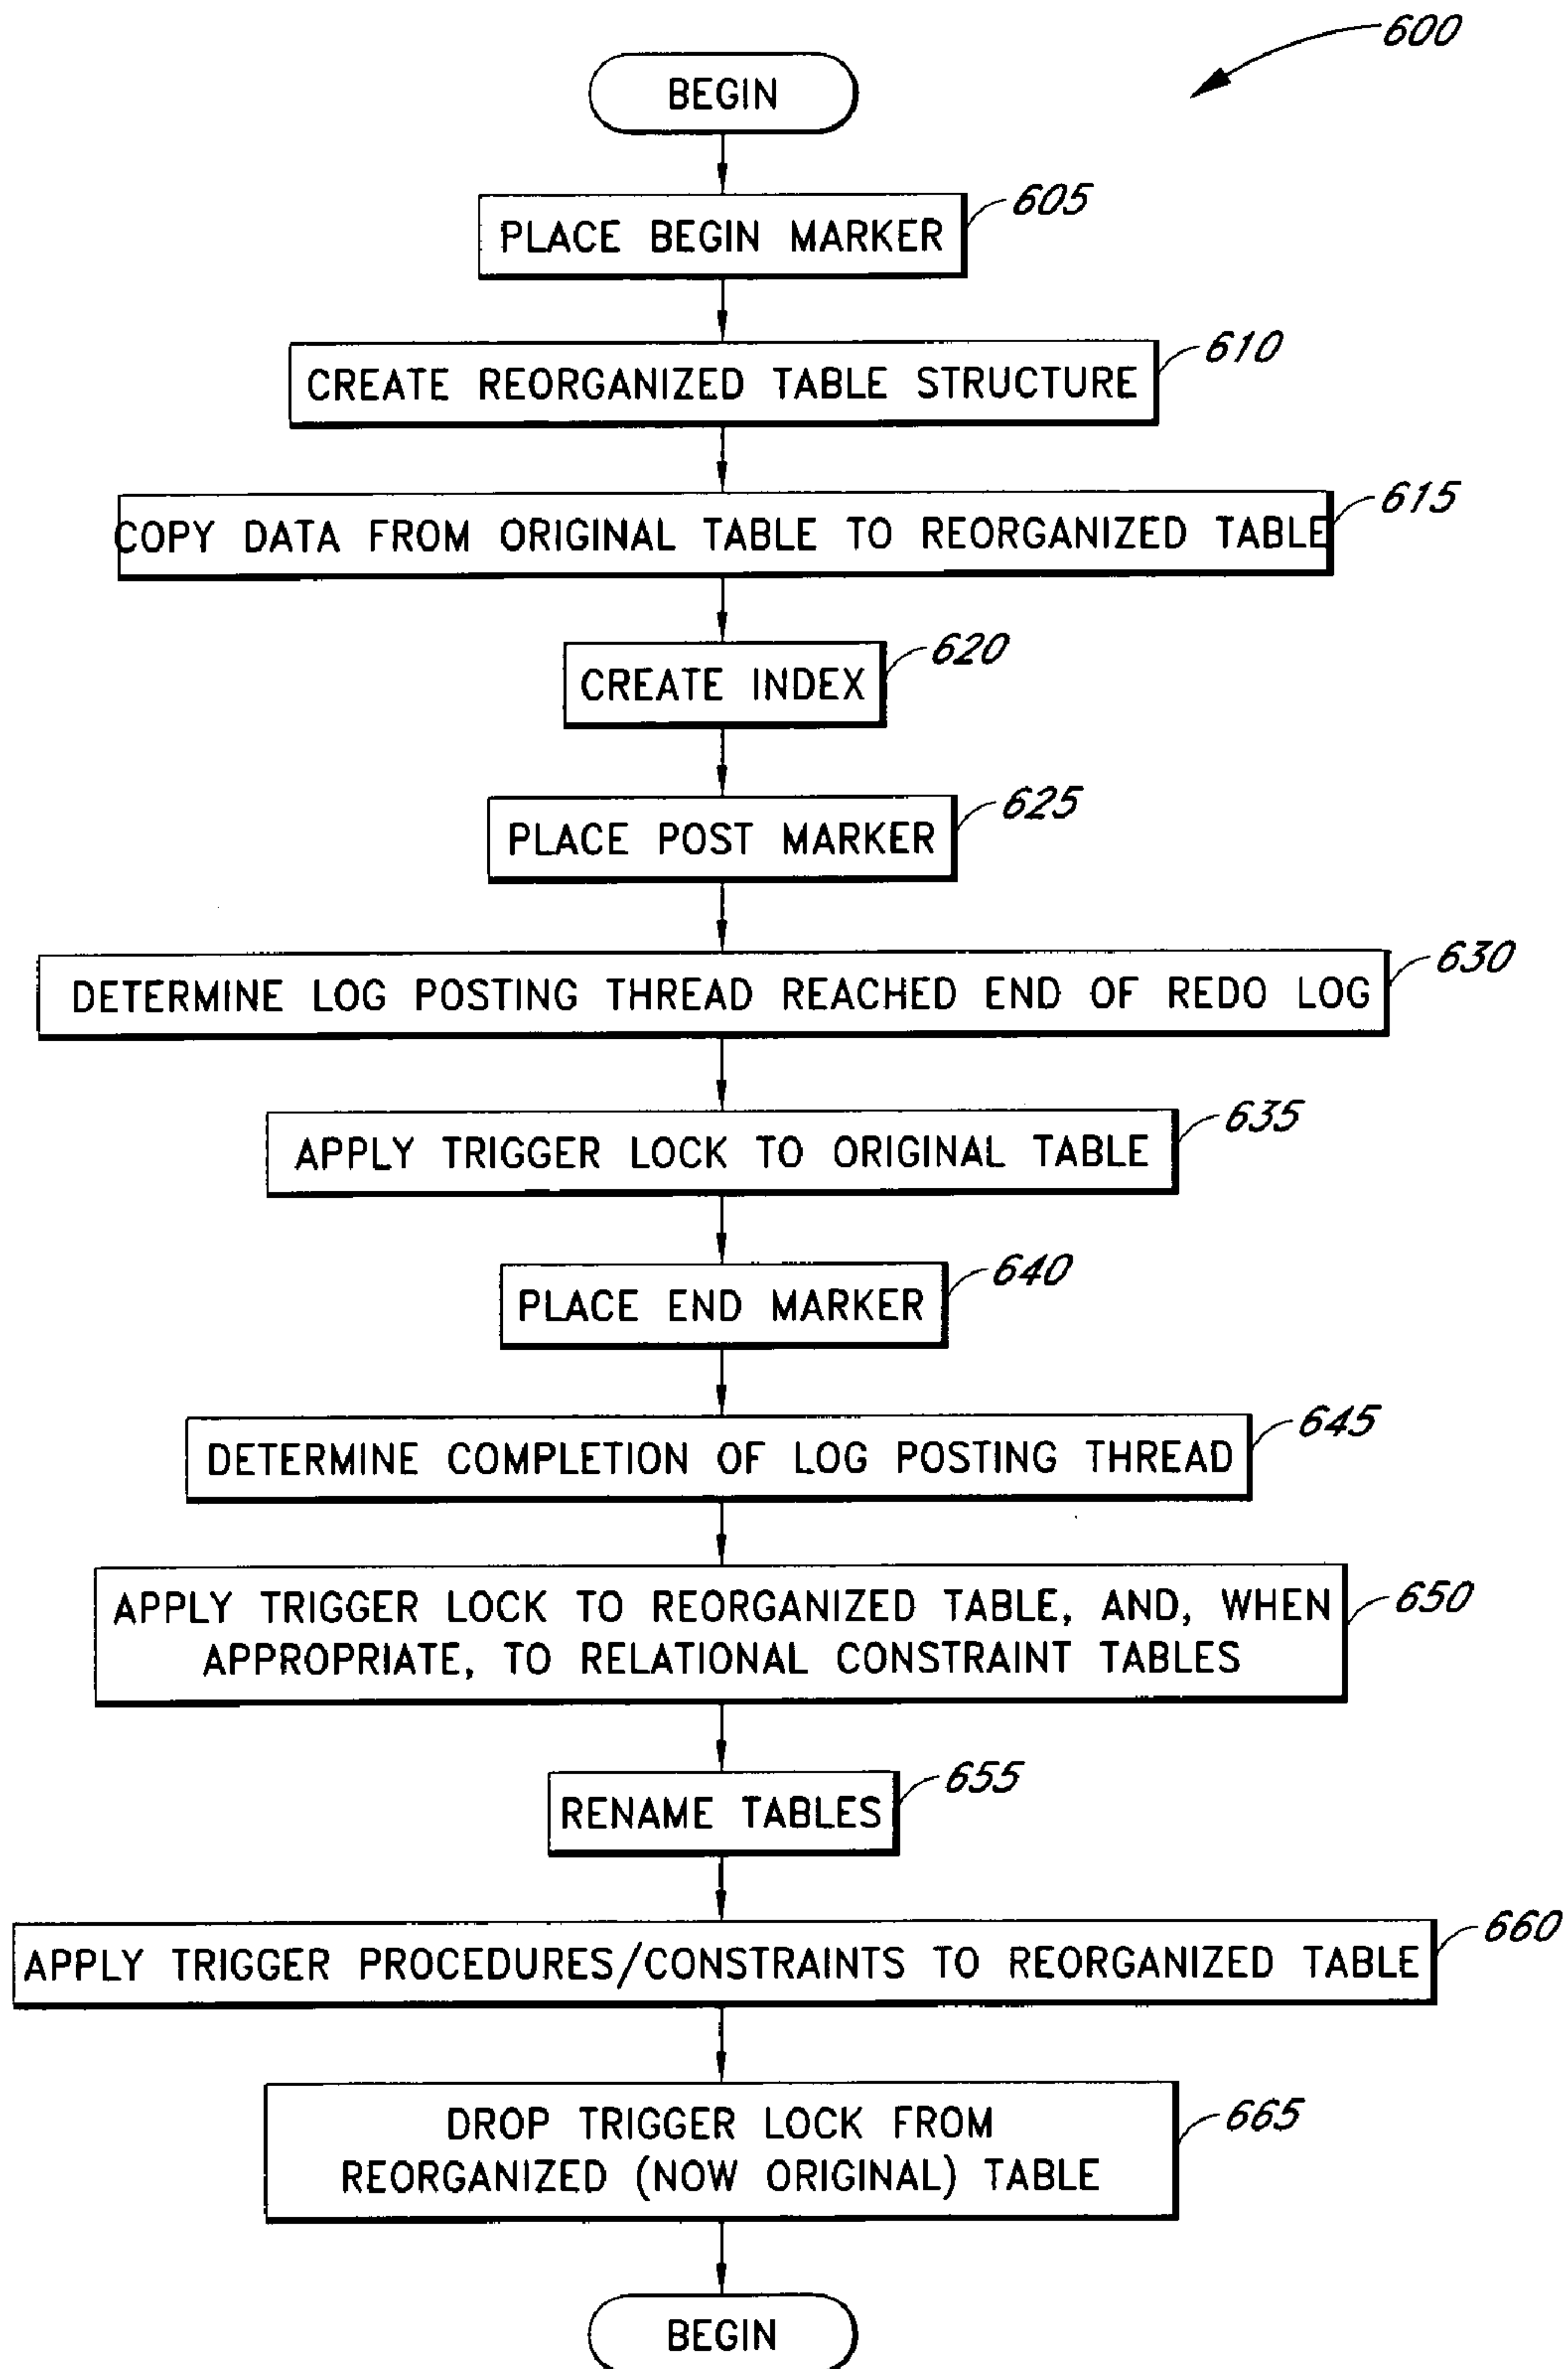 600
BEGIN
605
PLACE BEGIN MARKER
610
CREATE REORGANIZED TABLE STRUCTURE
615
COPY DATA FROM ORIGINAL TABLE TO REORGANIZED TABLE
620
CREATE INDEX
625
PLACE POST MARKER
630
DETERMINE LOG POSTING THREAD REACHED END OF REDO LOG
635
APPLY TRIGGER LOCK TO ORIGINAL TABLE
640
PLACE END MARKER
645
DETERMINE COMPLETION OF LOG POSTING THREAD
650
APPLY TRIGGER LOCK TO REORGANIZED TABLE, AND, WHEN
APPROPRIATE, TO RELATIONAL CONSTRAINT TABLES
655
RENAME TABLES
660
APPLY TRIGGER PROCEDURES/CONSTRAINTS TO REORGANIZED TABLE
665
DROP TRIGGER LOCK FROM
REORGANIZED (NOW ORIGINAL) TABLE
BEGIN